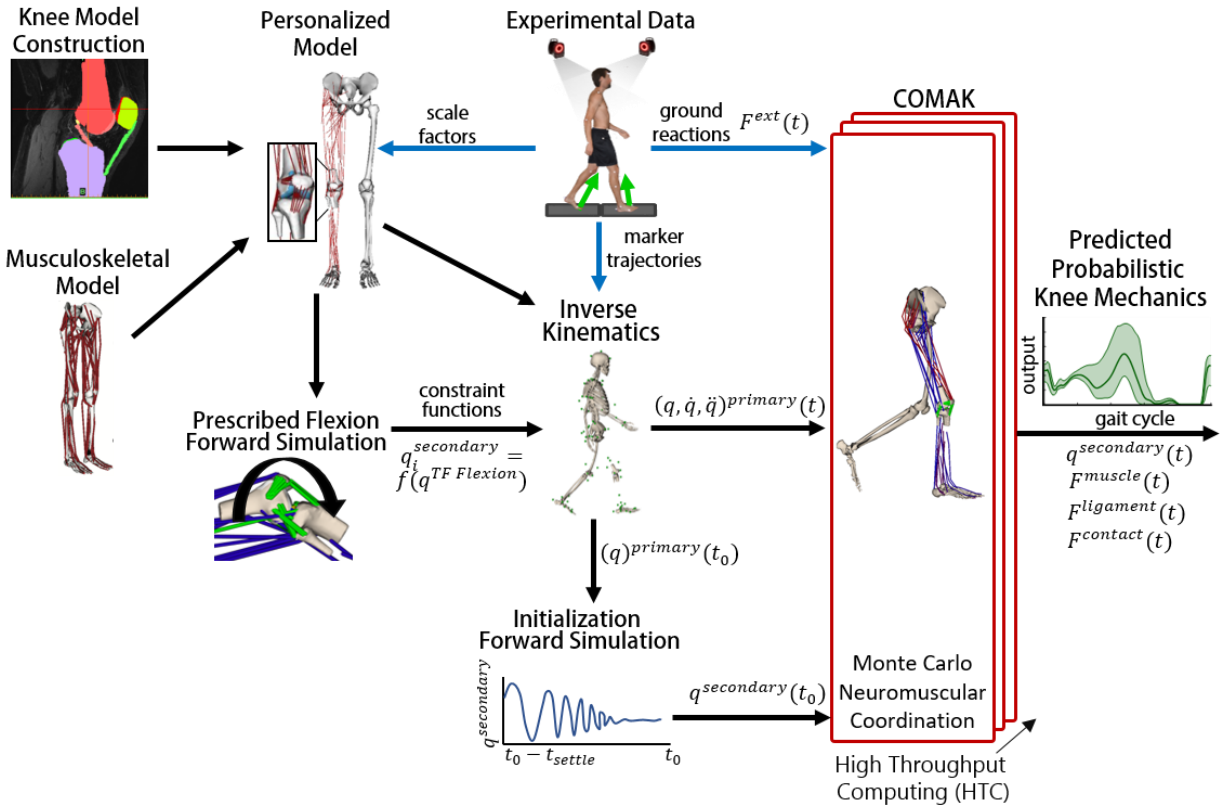 Knee Model
Construction
Personalized
Model
Experimental Data
COMAK
scale
factors
ground
reactions
F^{ext}(t)
marker
trajectories
Musculoskeletal
Model
Inverse
Kinematics
Predicted
Probabilistic
Knee Mechanics
output
gait cycle
Prescribed Flexion
Forward Simulation
constraint
functions
q_i^{secondary} =
f(q^{TF Flexion})
(q, q̇, q̈)^{primary}(t)
q^{secondary}(t)
F^{muscle}(t)
F^{ligament}(t)
F^{contact}(t)
(q)^{primary}(t_0)
Initialization
Forward Simulation
q^{secondary}
t_0 − t_{settle}
t_0
q^{secondary}(t_0)
Monte Carlo
Neuromuscular
Coordination
High Throughput
Computing (HTC)